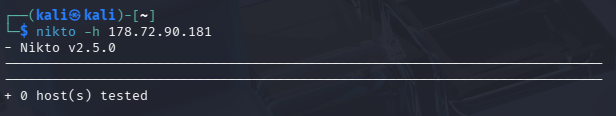 ┌──(kali㉿kali)-[~]
└─$ nikto -h 178.72.90.181
- Nikto v2.5.0
---------------------------------------------------------------------------
---------------------------------------------------------------------------
+ 0 host(s) tested